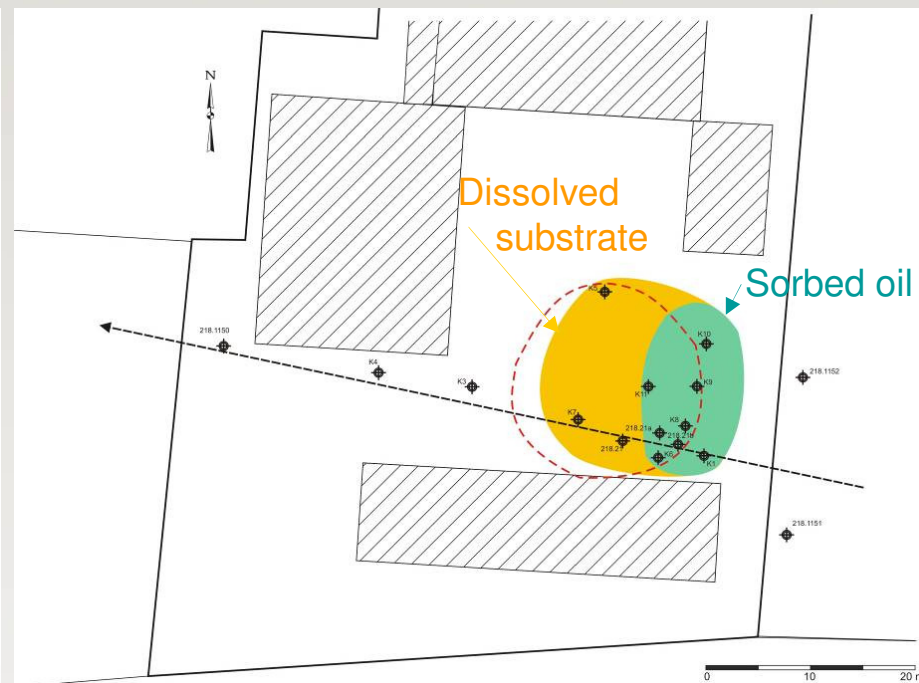 N
Dissolved
substrate
Sorbed oil
K5
K10
218.1150
218.1152
K4
K3
K11
K9
K7
K8
218.21a
218.21b
218.21
K6
K1
218.1151
0 10 20 m